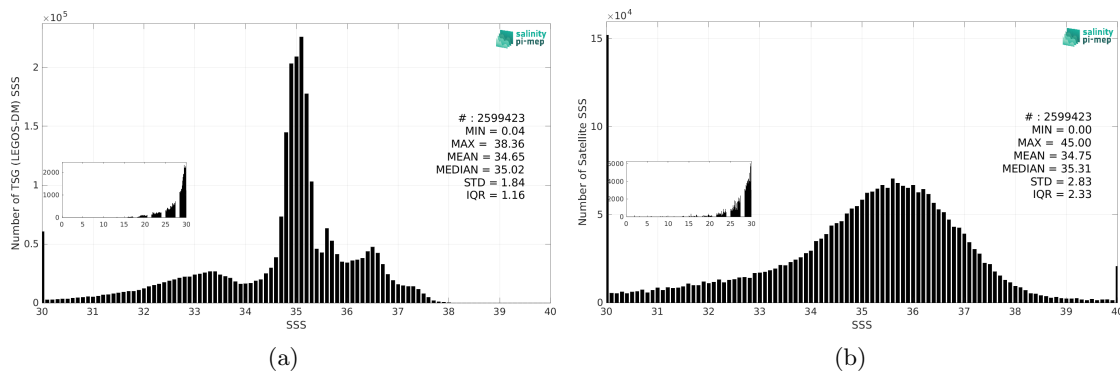 ×10⁵
salinity
pi-mep
2
1.5
1
0.5
0
Number of TSG (LEGOS-DM) SSS
# : 2599423
MIN = 0.04
MAX = 38.36
MEAN = 34.65
MEDIAN = 35.02
STD = 1.84
IQR = 1.16
2000
1000
0
0 5 10 15 20 25 30
30 31 32 33 34 35 36 37 38 39 40
SSS
(a)
×10⁴
salinity
pi-mep
15
10
5
0
Number of Satellite SSS
# : 2599423
MIN = 0.00
MAX = 45.00
MEAN = 34.75
MEDIAN = 35.31
STD = 2.83
IQR = 2.33
6000
4000
2000
0
0 5 10 15 20 25 30
30 31 32 33 34 35 36 37 38 39 40
SSS
(b)